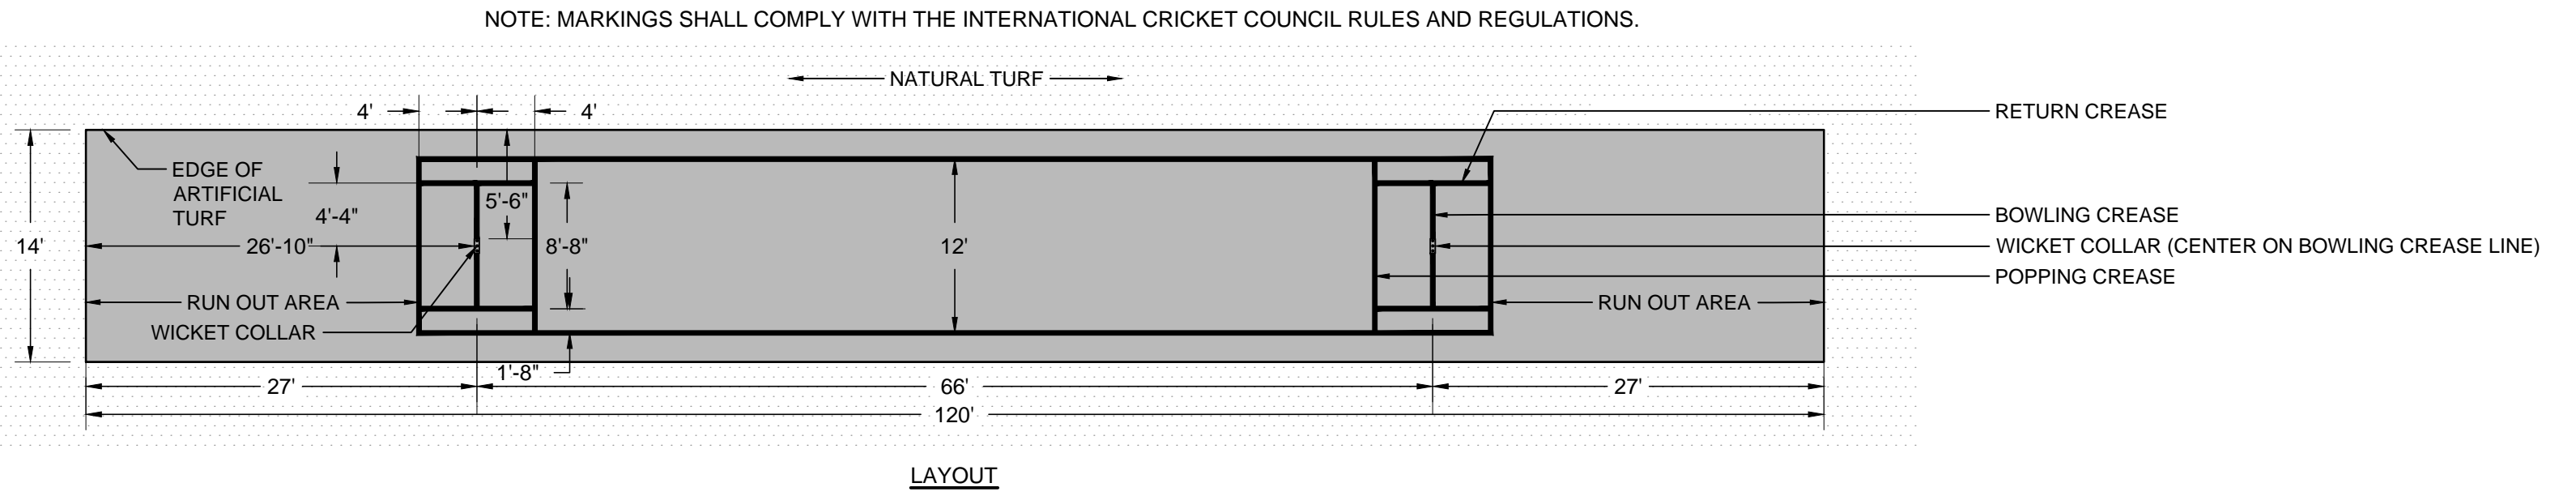 NOTE: MARKINGS SHALL COMPLY WITH THE INTERNATIONAL CRICKET COUNCIL RULES AND REGULATIONS.
NATURAL TURF
4'
4'
RETURN CREASE
EDGE OF
ARTIFICIAL
TURF
5'-6"
4'-4"
BOWLING CREASE
14'
26'-10"
8'-8"
12'
WICKET COLLAR (CENTER ON BOWLING CREASE LINE)
POPPING CREASE
RUN OUT AREA
RUN OUT AREA
WICKET COLLAR
1'-8"
27'
66'
27'
120'
LAYOUT